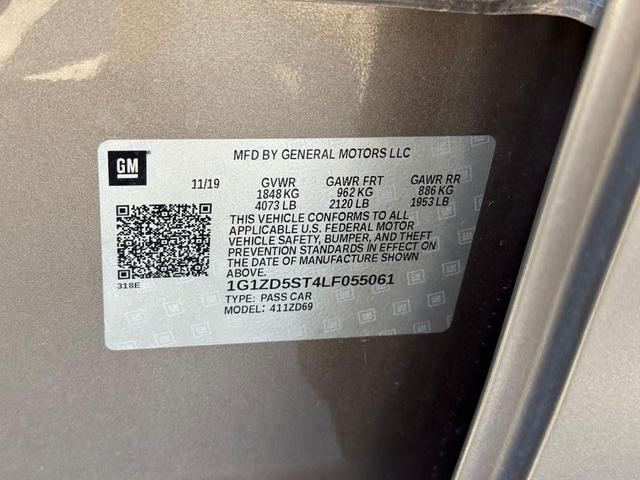 GM
MFD BY GENERAL MOTORS LLC
11/19 GVWR GAWR FRT GAWR RR
1848 KG 962 KG 886 KG
4073 LB 2120 LB 1953 LB
THIS VEHICLE CONFORMS TO ALL
APPLICABLE U.S. FEDERAL MOTOR
VEHICLE SAFETY, BUMPER, AND THEFT
PREVENTION STANDARDS IN EFFECT ON
THE DATE OF MANUFACTURE SHOWN
ABOVE.
318E
1G1ZD5ST4LF055061
TYPE: PASS CAR
MODEL: 411ZD69